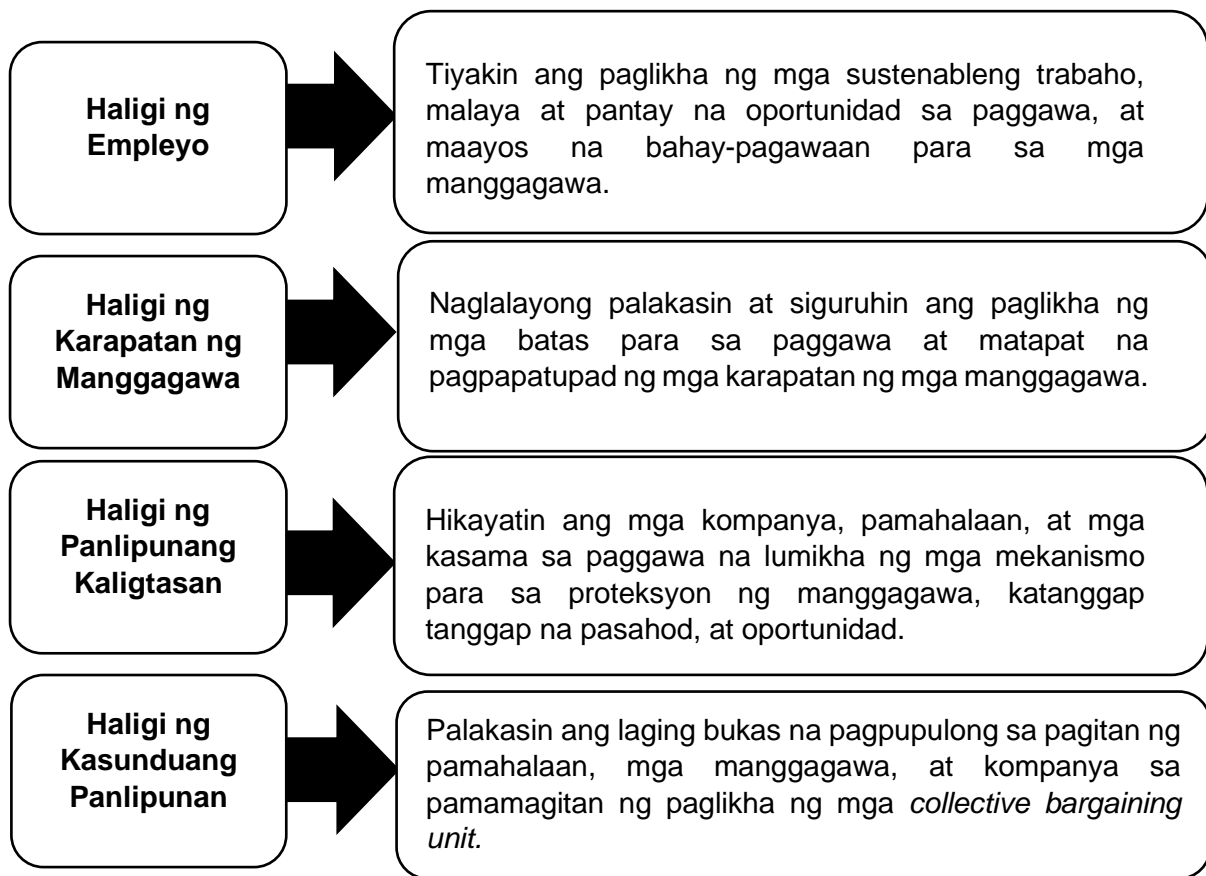 Haligi ng
Empleyo
Tiyakin ang paglikha ng mga sustenableng trabaho,
malaya at pantay na oportunidad sa paggawa, at
maayos na bahay-pagawaan para sa mga
manggagawa.
Haligi ng
Karapatan ng
Manggagawa
Naglalayong palakasin at siguruhin ang paglikha ng
mga batas para sa paggawa at matapat na
pagpapatupad ng mga karapatan ng mga manggagawa.
Haligi ng
Panlipunang
Kaligtasan
Hikayatin ang mga kompanya, pamahalaan, at mga
kasama sa paggawa na lumikha ng mga mekanismo
para sa proteksyon ng manggagawa, katanggap
tanggap na pasahod, at oportunidad.
Haligi ng
Kasunduang
Panlipunan
Palakasin ang laging bukas na pagpupulong sa pagitan ng
pamahalaan, mga manggagawa, at kompanya sa
pamamagitan ng paglikha ng mga collective bargaining
unit.